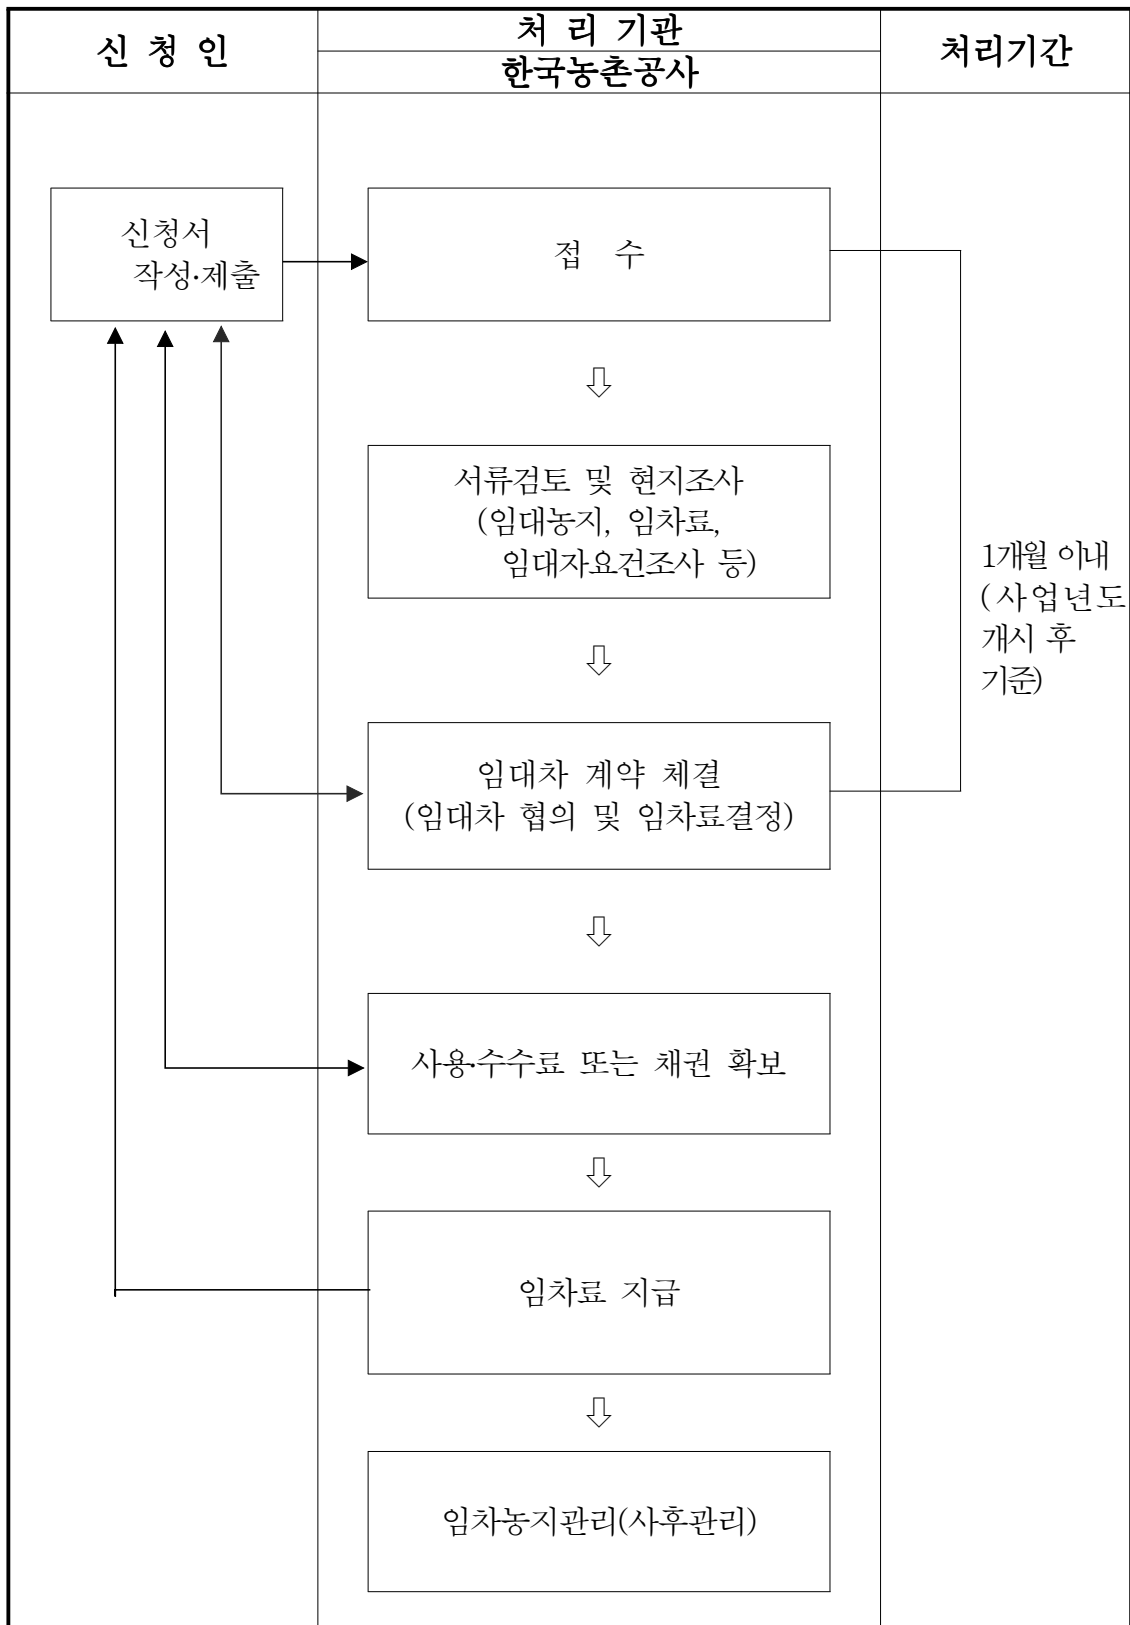 신 청 인
처 리 기관
한국농촌공사
처리기간
신청서
작성·제출
접 수
서류검토 및 현지조사
(임대농지, 임차료,
임대자요건조사 등)
1개월 이내
(사업년도
개시 후
기준)
임대차 계약 체결
(임대차 협의 및 임차료결정)
사용·수수료 또는 채권 확보
임차료 지급
임차농지관리(사후관리)